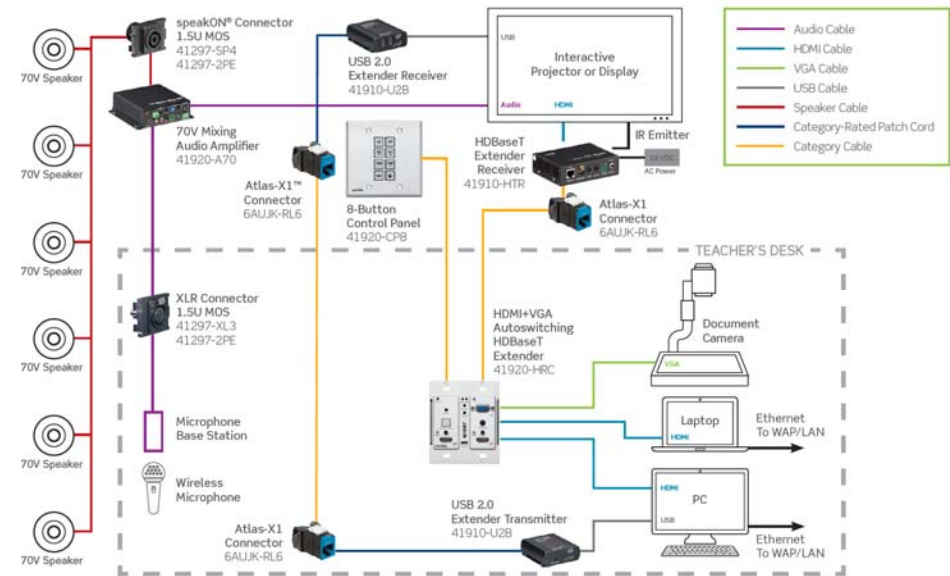 speakON® Connector
1.5U MOS
41297-SP4
41297-2PE
70V Speaker
70V Mixing
Audio Amplifier
41920-A70
USB 2.0
Extender Receiver
41910-U2B
USB
Interactive
Projector or Display
Audio
HDMI
Audio Cable
HDMI Cable
VGA Cable
USB Cable
Speaker Cable
Category-Rated Patch Cord
Category Cable
HDBaseT
Extender
Receiver
41910-HTR
IR Emitter
AC Power
70V Speaker
Atlas-X1™
Connector
6AUJK-RL6
8-Button
Control Panel
41920-CP8
Atlas-X1
Connector
6AUJK-RL6
70V Speaker
TEACHER'S DESK
XLR Connector
1.5U MOS
41297-XL3
41297-2PE
70V Speaker
HDMI+VGA
Autoswitching
HDBaseT
Extender
41920-HRC
Document
Camera
VGA
Microphone
Base Station
Laptop
HDMI
Ethernet
To WAP/LAN
70V Speaker
Wireless
Microphone
HDMI
PC
USB
USB 2.0
Extender Transmitter
41910-U2B
Atlas-X1
Connector
6AUJK-RL6
Ethernet
To WAP/LAN
70V Speaker